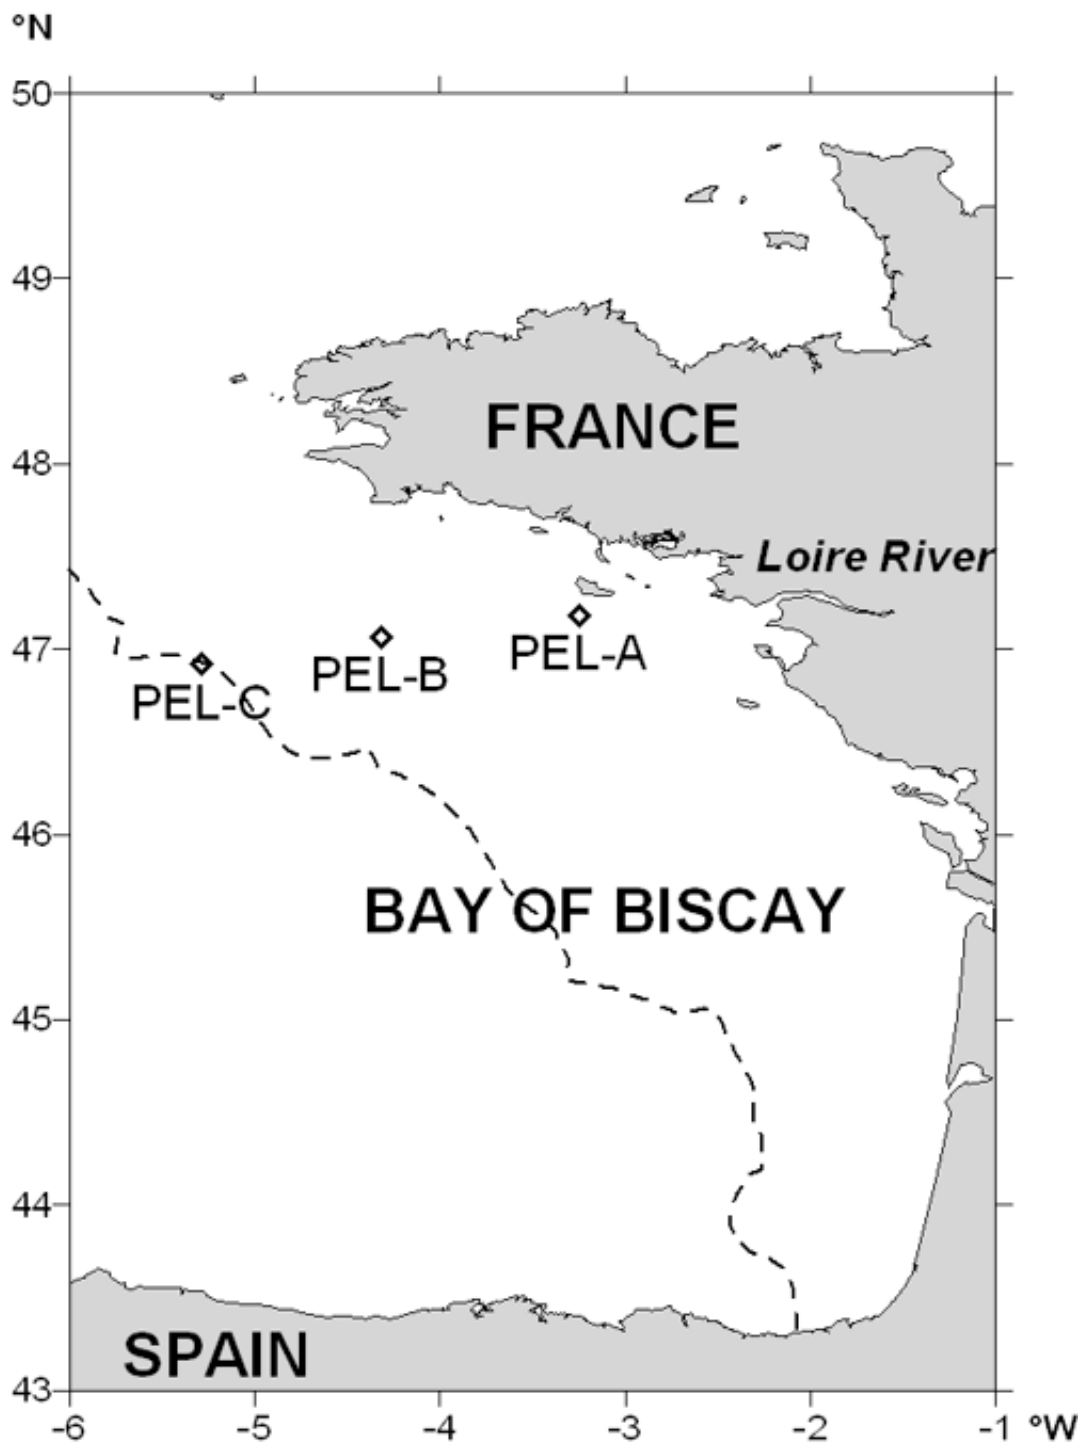 °N
50
49
FRANCE
48
Loire River
47
PEL-A
PEL-B
PEL-C
46
BAY OF BISCAY
45
44
SPAIN
43
-6 -5 -4 -3 -2 -1 °W